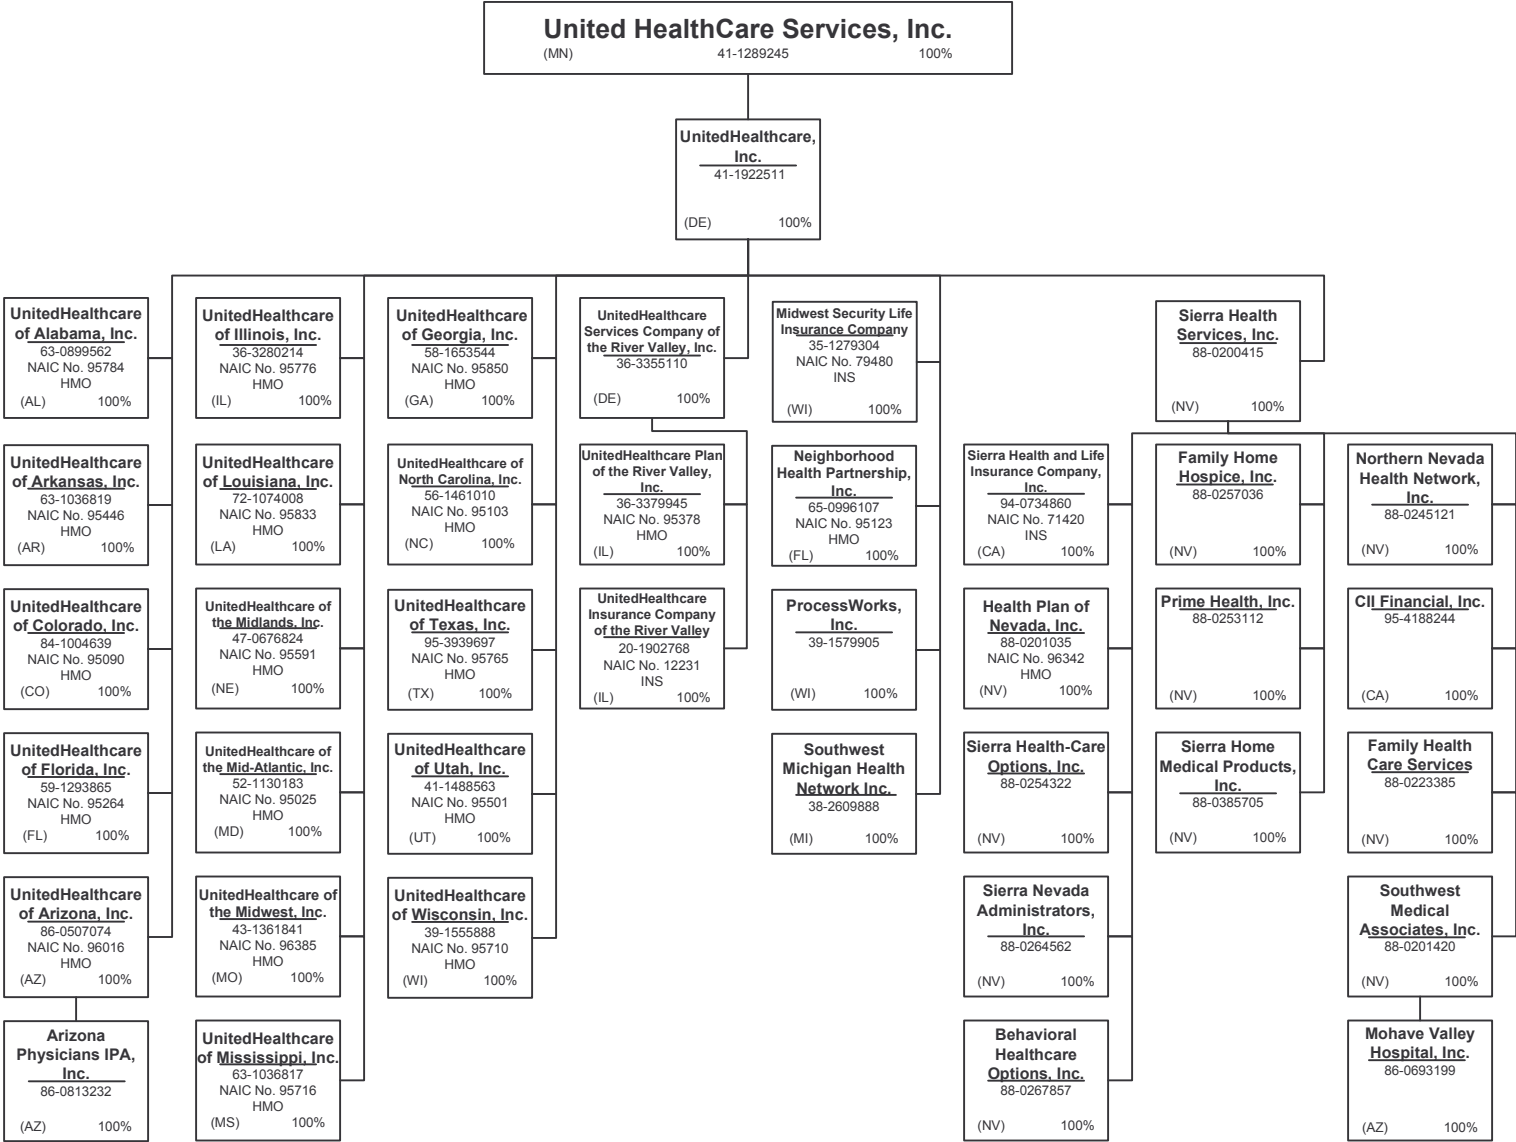 United HealthCare Services, Inc.
(MN) 41-1289245 100%
UnitedHealthcare,
Inc.
41-1922511
(DE) 100%
UnitedHealthcare
of Alabama, Inc.
63-0899562
NAIC No. 95784
HMO
(AL) 100%
UnitedHealthcare
of Illinois, Inc.
36-3280214
NAIC No. 95776
HMO
(IL) 100%
UnitedHealthcare
of Georgia, Inc.
58-1653544
NAIC No. 95850
HMO
(GA) 100%
UnitedHealthcare
Services Company of
the River Valley, Inc.
36-3355110
(DE) 100%
Midwest Security Life
Insurance Company
35-1279304
NAIC No. 79480
INS
(WI) 100%
Sierra Health
Services, Inc.
88-0200415
(NV) 100%
UnitedHealthcare
of Arkansas, Inc.
63-1036819
NAIC No. 95446
HMO
(AR) 100%
UnitedHealthcare
of Louisiana, Inc.
72-1074008
NAIC No. 95833
HMO
(LA) 100%
UnitedHealthcare of
North Carolina, Inc.
56-1461010
NAIC No. 95103
HMO
(NC) 100%
UnitedHealthcare Plan
of the River Valley,
Inc.
36-3379945
NAIC No. 95378
HMO
(IL) 100%
Neighborhood
Health Partnership,
Inc.
65-0996107
NAIC No. 95123
HMO
(FL) 100%
Sierra Health and Life
Insurance Company,
Inc.
94-0734860
NAIC No. 71420
INS
(CA) 100%
Family Home
Hospice, Inc.
88-0257036
(NV) 100%
Northern Nevada
Health Network,
Inc.
88-0245121
(NV) 100%
UnitedHealthcare
of Colorado, Inc.
84-1004639
NAIC No. 95090
HMO
(CO) 100%
UnitedHealthcare of
the Midlands, Inc.
47-0676824
NAIC No. 95591
HMO
(NE) 100%
UnitedHealthcare
of Texas, Inc.
95-3939697
NAIC No. 95765
HMO
(TX) 100%
UnitedHealthcare
Insurance Company
of the River Valley
20-1902768
NAIC No. 12231
INS
(IL) 100%
ProcessWorks,
Inc.
39-1579905
(WI) 100%
Health Plan of
Nevada, Inc.
88-0201035
NAIC No. 96342
HMO
(NV) 100%
Prime Health, Inc.
88-0253112
(NV) 100%
CII Financial, Inc.
95-4188244
(CA) 100%
UnitedHealthcare
of Florida, Inc.
59-1293865
NAIC No. 95264
HMO
(FL) 100%
UnitedHealthcare of
the Mid-Atlantic, Inc.
52-1130183
NAIC No. 95025
HMO
(MD) 100%
UnitedHealthcare
of Utah, Inc.
41-1488563
NAIC No. 95501
HMO
(UT) 100%
Southwest
Michigan Health
Network Inc.
38-2609888
(MI) 100%
Sierra Health-Care
Options, Inc.
88-0254322
(NV) 100%
Sierra Home
Medical Products,
Inc.
88-0385705
(NV) 100%
Family Health
Care Services
88-0223385
(NV) 100%
UnitedHealthcare
of Arizona, Inc.
86-0507074
NAIC No. 96016
HMO
(AZ) 100%
UnitedHealthcare of
the Midwest, Inc.
43-1361841
NAIC No. 96385
HMO
(MO) 100%
UnitedHealthcare
of Wisconsin, Inc.
39-1555888
NAIC No. 95710
HMO
(WI) 100%
Sierra Nevada
Administrators,
Inc.
88-0264562
(NV) 100%
Southwest
Medical
Associates, Inc.
88-0201420
(NV) 100%
Arizona
Physicians IPA,
Inc.
86-0813232
(AZ) 100%
UnitedHealthcare
of Mississippi, Inc.
63-1036817
NAIC No. 95716
HMO
(MS) 100%
Behavioral
Healthcare
Options, Inc.
88-0267857
(NV) 100%
Mohave Valley
Hospital, Inc.
86-0693199
(AZ) 100%